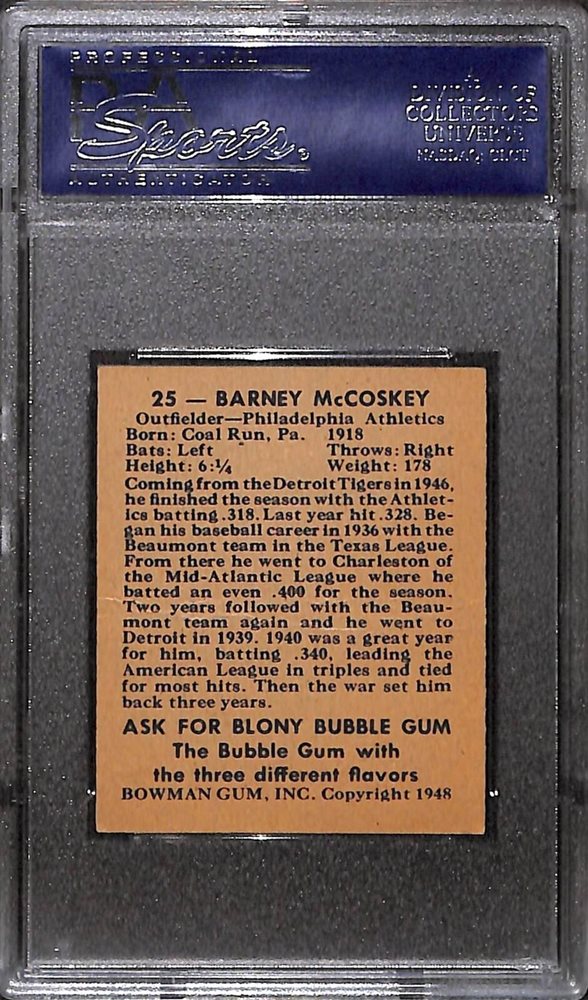 PROFESSIONAL
PSA
Sports
AUTHENTICATOR
A
DIVISION OF
COLLECTORS
UNIVERSE
NASDAQ: CLCT
25 — BARNEY McCOSKEY
Outfielder—Philadelphia Athletics
Born: Coal Run, Pa. 1918
Bats: Left Throws: Right
Height: 6:¼ Weight: 178
Coming from the Detroit Tigers in 1946,
he finished the season with the Athlet-
ics batting .318. Last year hit .328. Be-
gan his baseball career in 1936 with the
Beaumont team in the Texas League.
From there he went to Charleston of
the Mid-Atlantic League where he
batted an even .400 for the season.
Two years followed with the Beau-
mont team again and he went to
Detroit in 1939. 1940 was a great year
for him, batting .340, leading the
American League in triples and tied
for most hits. Then the war set him
back three years.
ASK FOR BLONY BUBBLE GUM
The Bubble Gum with
the three different flavors
BOWMAN GUM, INC. Copyright 1948